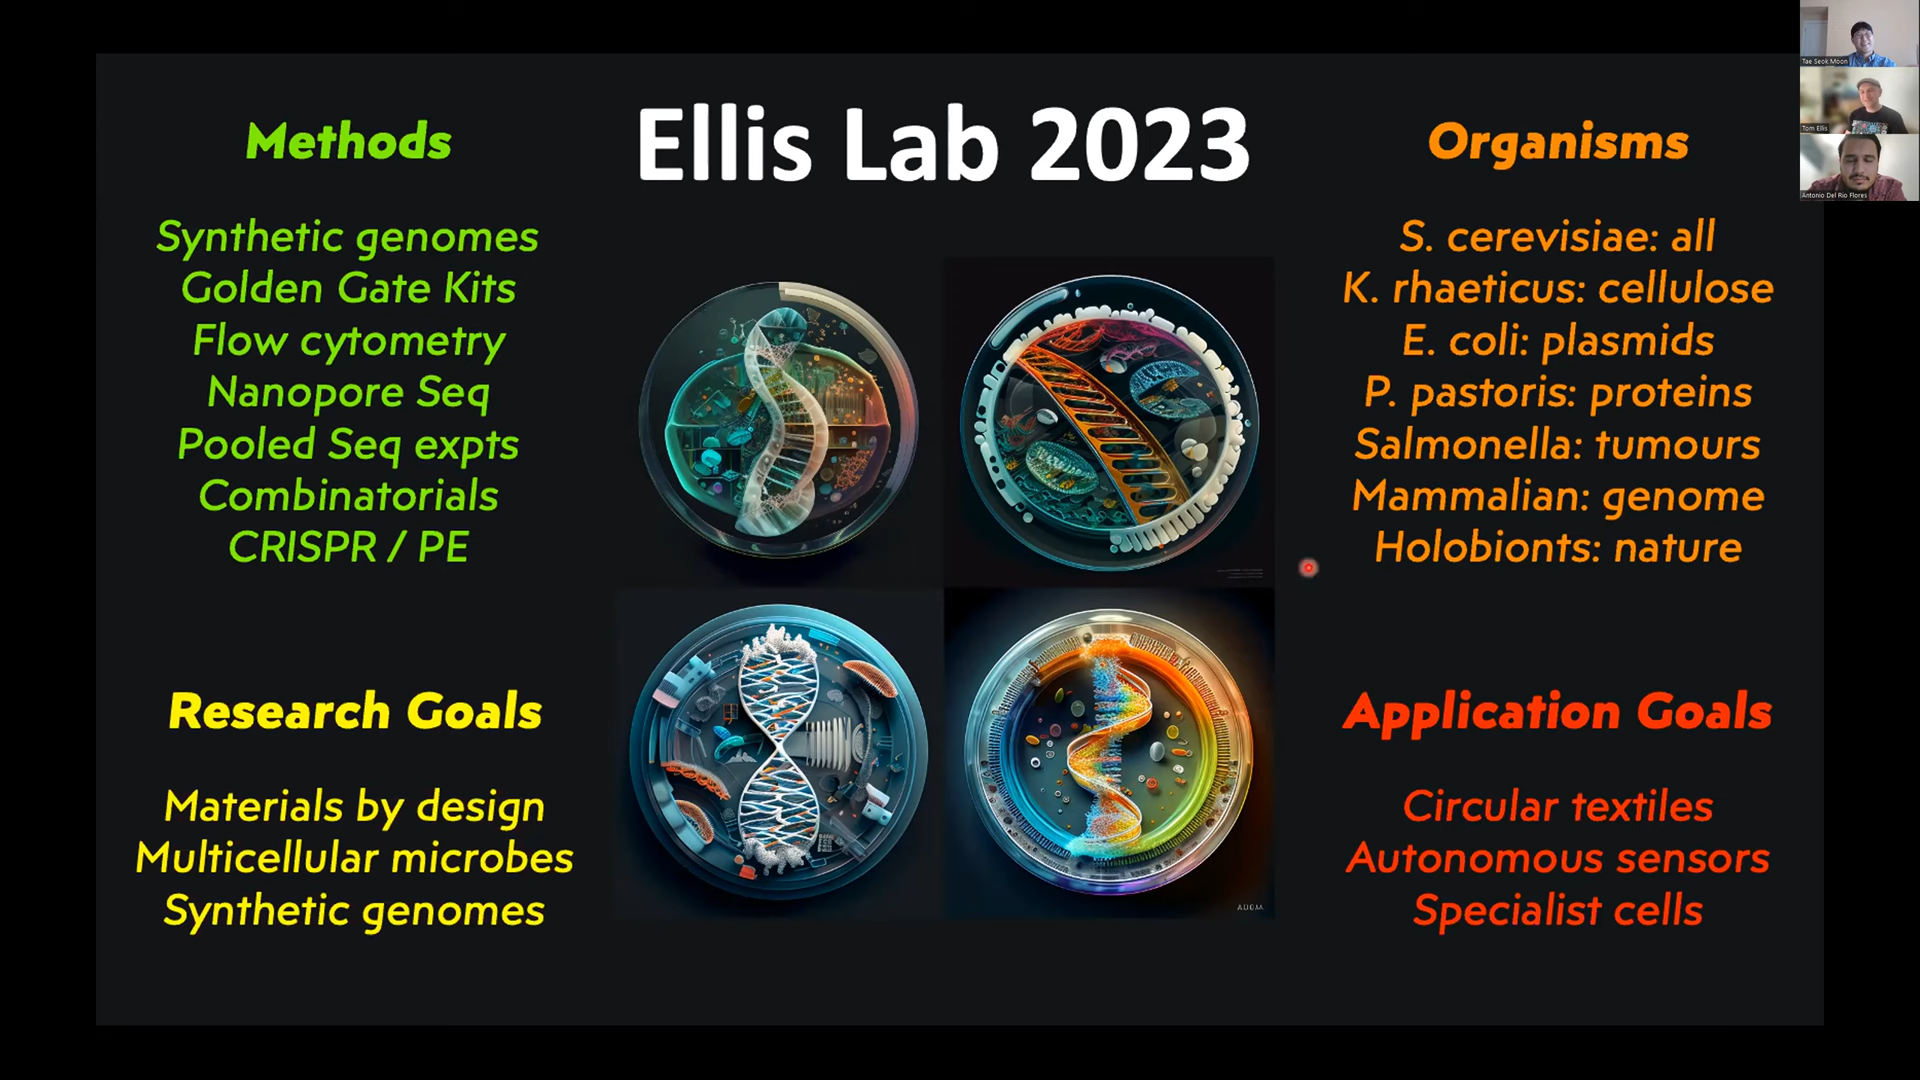 Ellis Lab 2023
Methods
Synthetic genomes
Golden Gate Kits
Flow cytometry
Nanopore Seq
Pooled Seq expts
Combinatorials
CRISPR / PE
Research Goals
Materials by design
Multicellular microbes
Synthetic genomes
Organisms
S. cerevisiae: all
K. rhaeticus: cellulose
E. coli: plasmids
P. pastoris: proteins
Salmonella: tumours
Mammalian: genome
Holobionts: nature
Application Goals
Circular textiles
Autonomous sensors
Specialist cells
Tae Seok Moon
Tom Ellis
Antonio Del Rio Flores